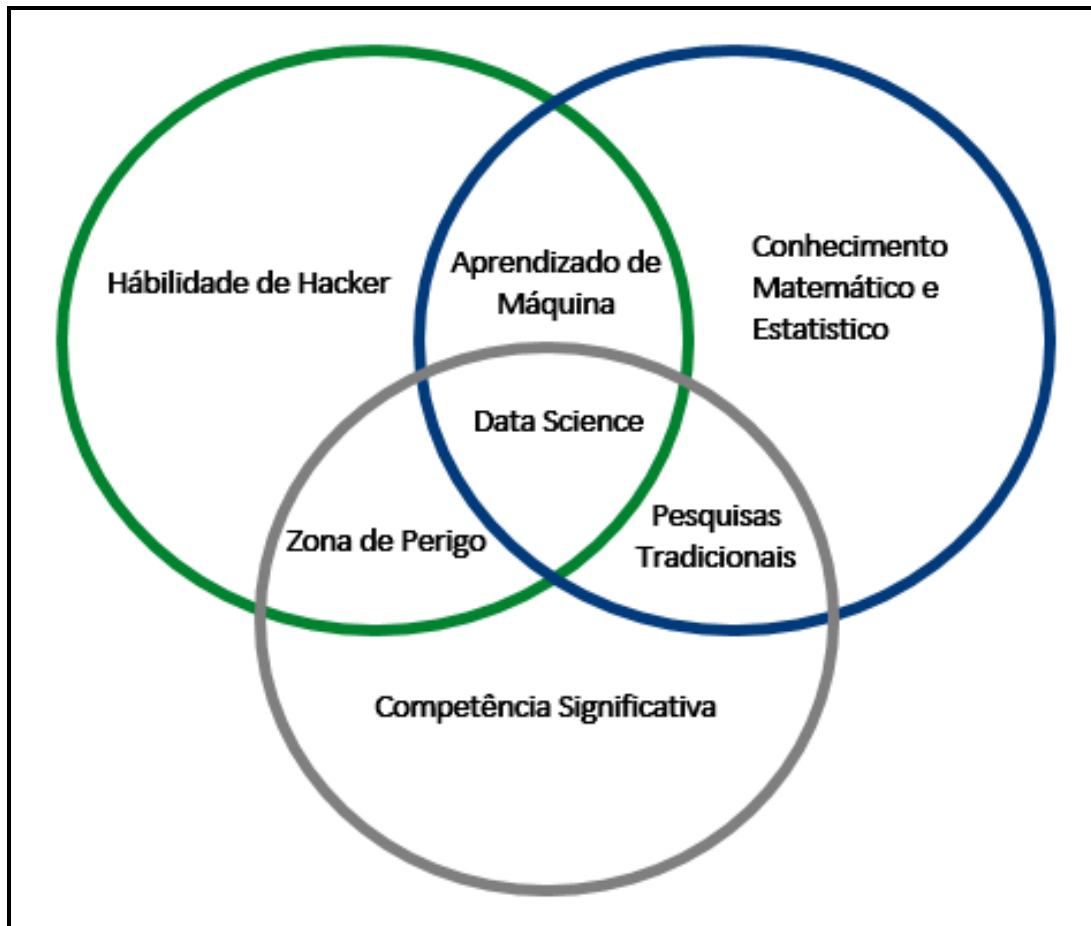 Hábilidade de Hacker
Aprendizado de
Máquina
Conhecimento
Matemático e
Estatistico
Data Science
Zona de Perigo
Pesquisas
Tradicionais
Competência Significativa